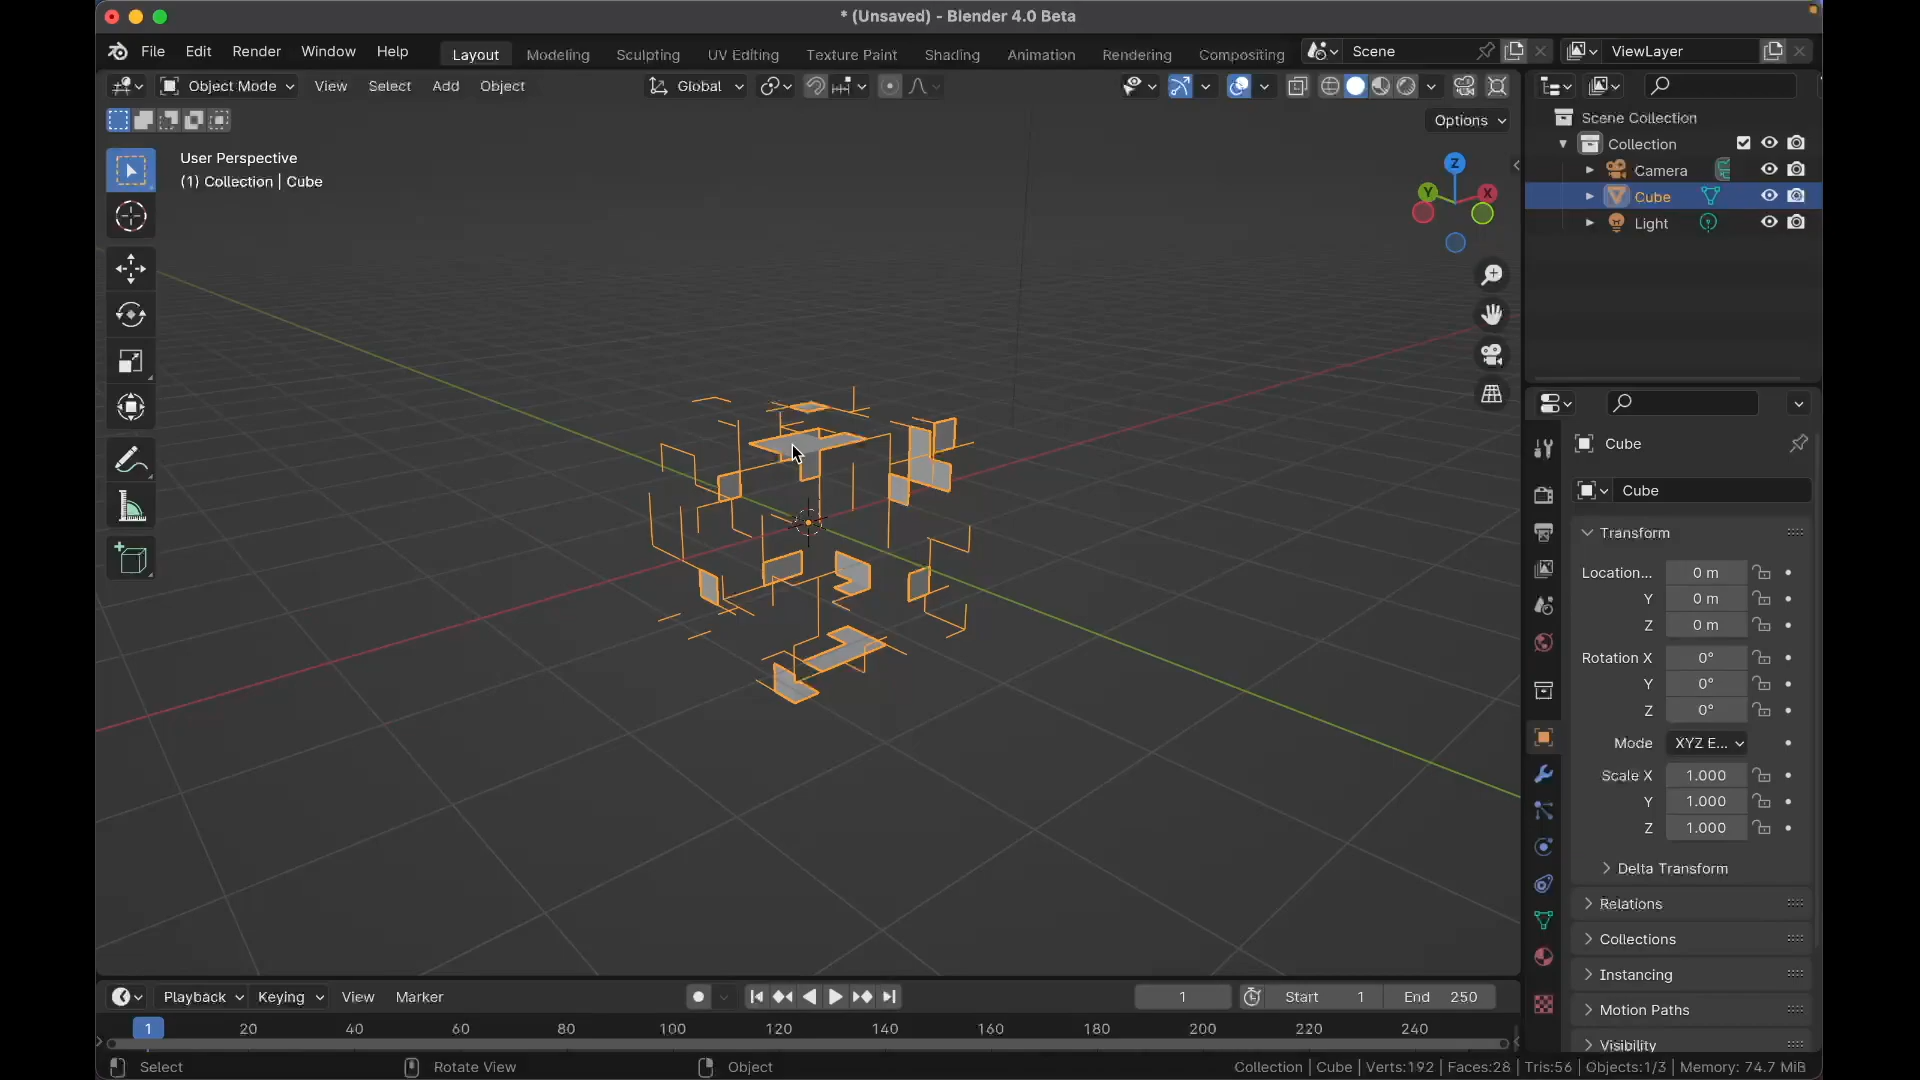 * (Unsaved) - Blender 4.0 Beta
File Edit Render Window Help Layout Modeling Sculpting UV Editing Texture Paint Shading Animation Rendering Compositing Scene ViewLayer
Object Mode View Select Add Object Global
Options
User Perspective
(1) Collection | Cube
Z
Y
X
Scene Collection
Collection
Camera
Cube
Light
Cube
Cube
Transform
Location... 0 m
Y 0 m
Z 0 m
Rotation X 0°
Y 0°
Z 0°
Mode XYZ E...
Scale X 1.000
Y 1.000
Z 1.000
Delta Transform
Relations
Collections
Instancing
Motion Paths
Visibility
Playback Keying View Marker 1 Start 1 End 250
1 20 40 60 80 100 120 140 160 180 200 220 240
Select Rotate View Object Collection | Cube | Verts:192 | Faces:28 | Tris:56 | Objects:1/3 | Memory: 74.7 MiB